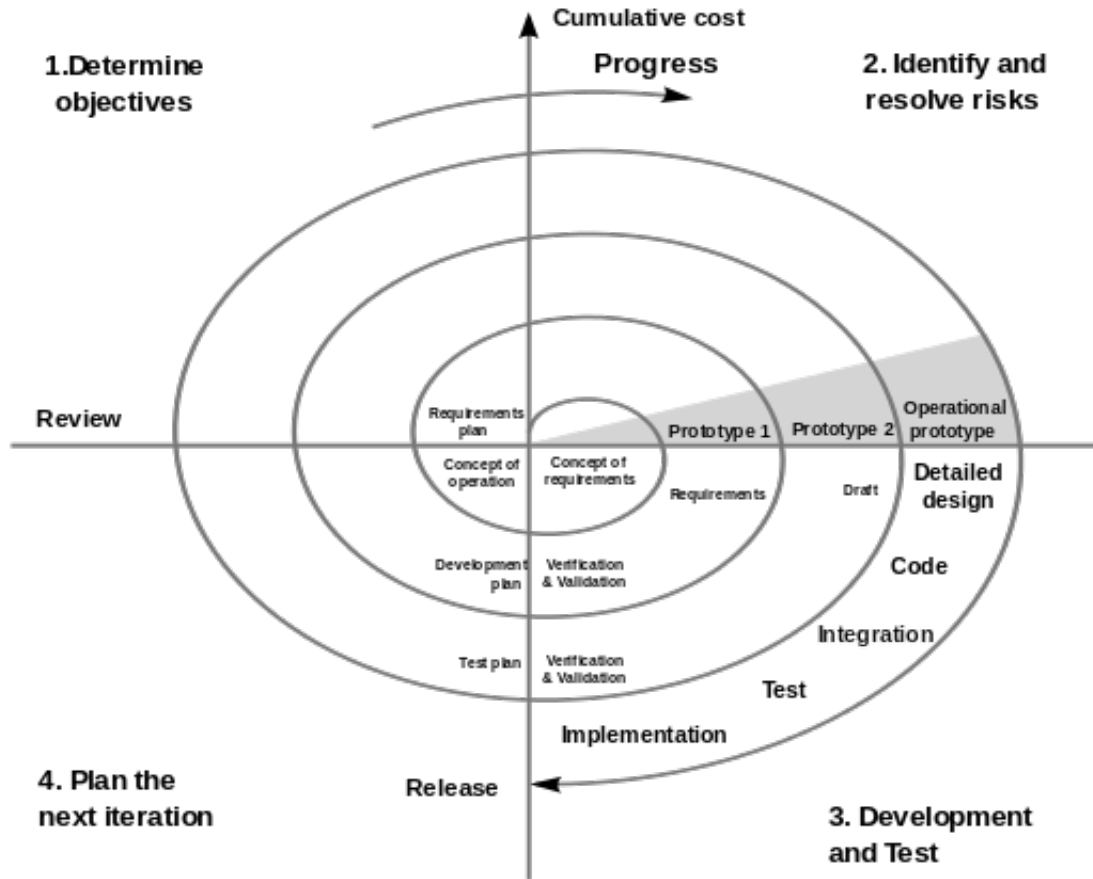 Cumulative cost
Progress
1.Determine
objectives
2. Identify and
resolve risks
Review
Requirements
plan
Prototype 1
Prototype 2
Operational
prototype
Concept of
operation
Concept of
requirements
Requirements
Draft
Detailed
design
Development
plan
Verification
& Validation
Code
Test plan
Verification
& Validation
Integration
Test
Implementation
Release
4. Plan the
next iteration
3. Development
and Test